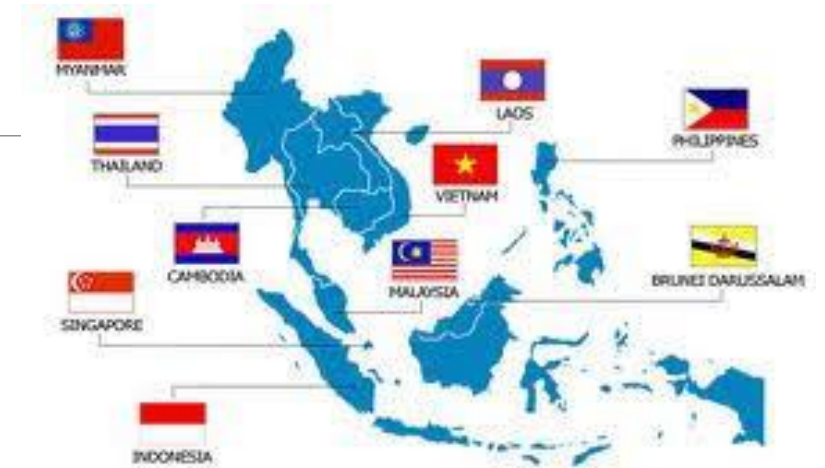 MYANMAR
LAOS
PHILIPPINES
THAILAND
VIETNAM
CAMBODIA
MALAYSIA
BRUNEI DARUSSALAM
SINGAPORE
INDONESIA